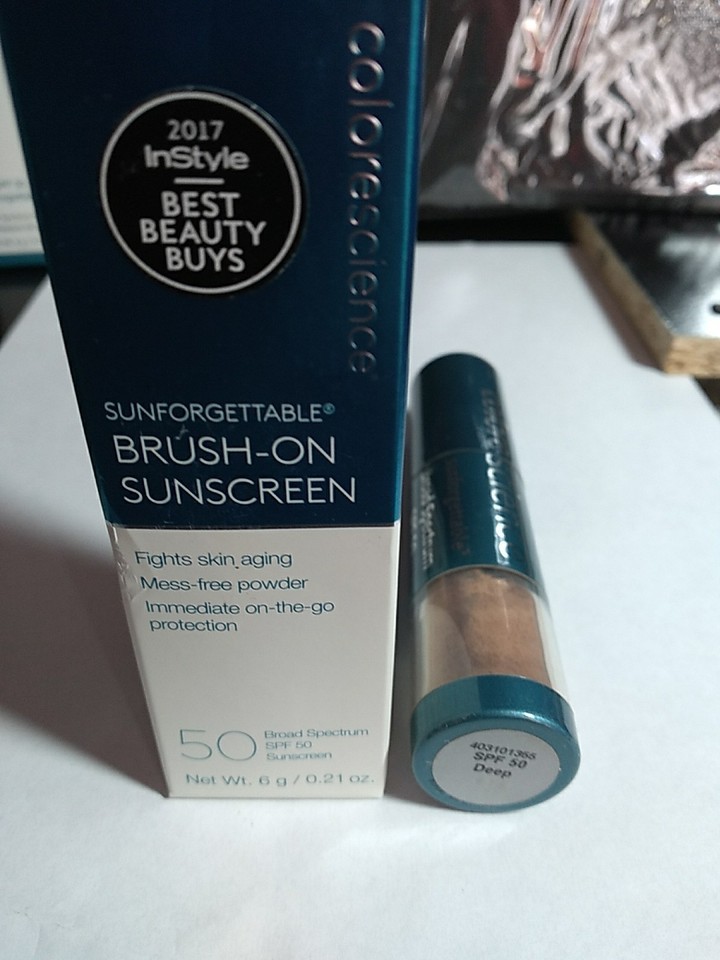 colorescience
2017
InStyle
BEST
BEAUTY
BUYS
SUNFORGETTABLE®
BRUSH-ON
SUNSCREEN
Fights skin aging
Mess-free powder
Immediate on-the-go
protection
50
Broad Spectrum
SPF 50
Sunscreen
Net Wt. 6 g / 0.21 oz.
403101355
SPF 50
Deep